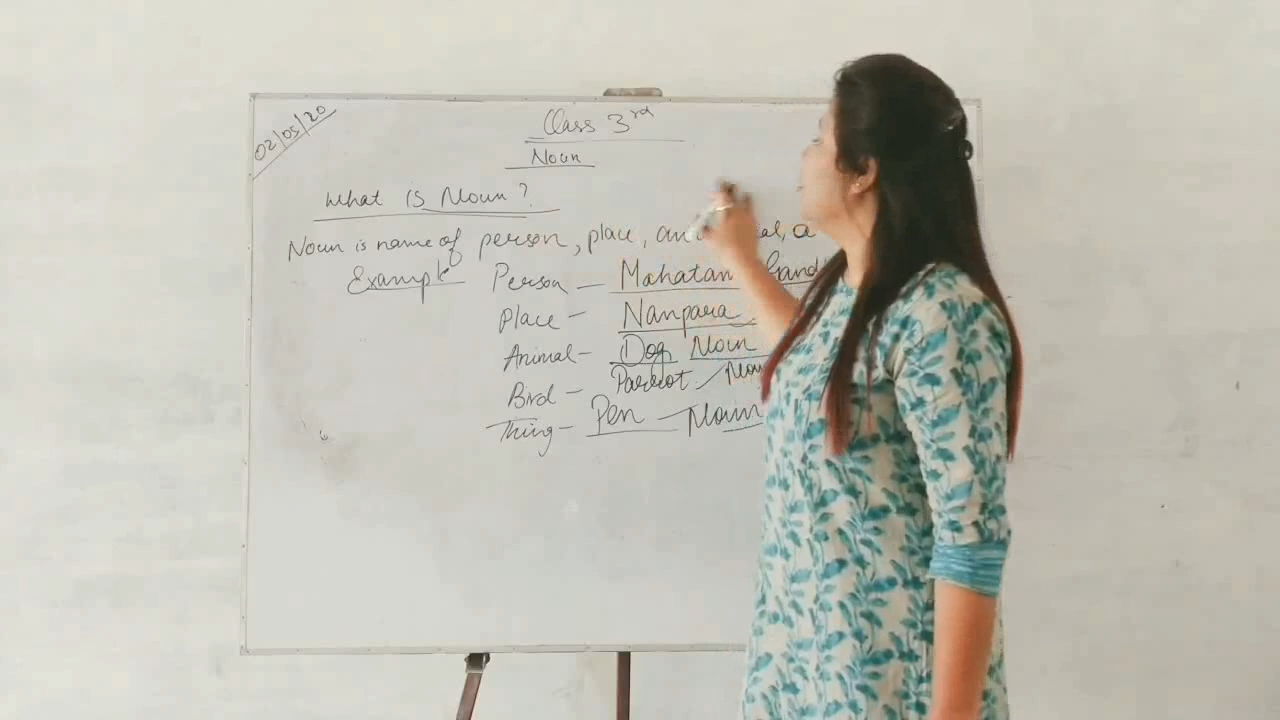 02/05/20
Class 3rd
Noun
What is Noun?
Noun is name of person, place, a
Example Person - Mahatam Gand
Place - Nanpara
Animal - Dog Noun
Bird - Parrot
Thing - Pen - Noun